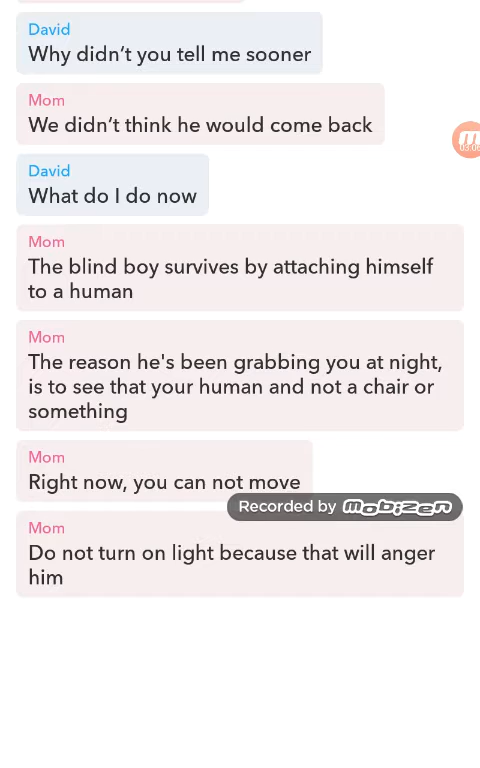 David
Why didn’t you tell me sooner
Mom
We didn’t think he would come back
David
What do I do now
Mom
The blind boy survives by attaching himself
to a human
Mom
The reason he's been grabbing you at night,
is to see that your human and not a chair or
something
Mom
Right now, you can not move
Recorded by mobizen
Mom
Do not turn on light because that will anger
him